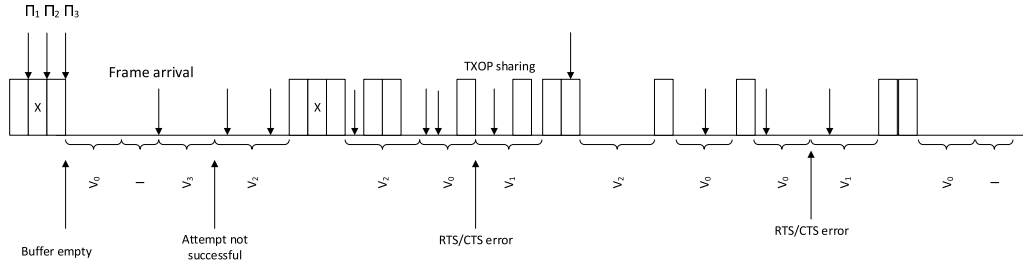 Π1 Π2 Π3
Frame arrival
TXOP sharing
X
X
V0
I
V3
V2
V2
V0
V1
V2
V0
V0
V1
V0
I
Buffer empty
Attempt not
successful
RTS/CTS error
RTS/CTS error